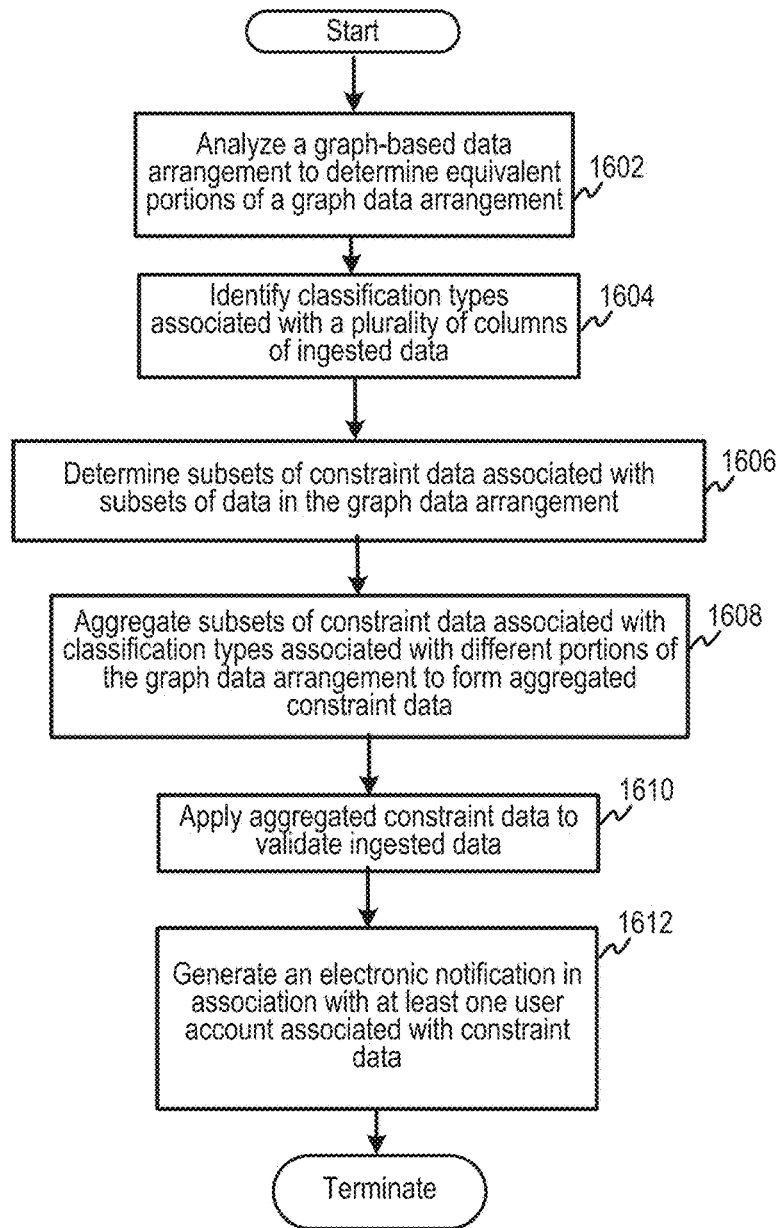 Start
Analyze a graph-based data
arrangement to determine equivalent
portions of a graph data arrangement
1602
Identify classification types
associated with a plurality of columns
of ingested data
1604
Determine subsets of constraint data associated with
subsets of data in the graph data arrangement
1606
Aggregate subsets of constraint data associated with
classification types associated with different portions of
the graph data arrangement to form aggregated
constraint data
1608
Apply aggregated constraint data to
validate ingested data
1610
Generate an electronic notification in
association with at least one user
account associated with constraint
data
1612
Terminate